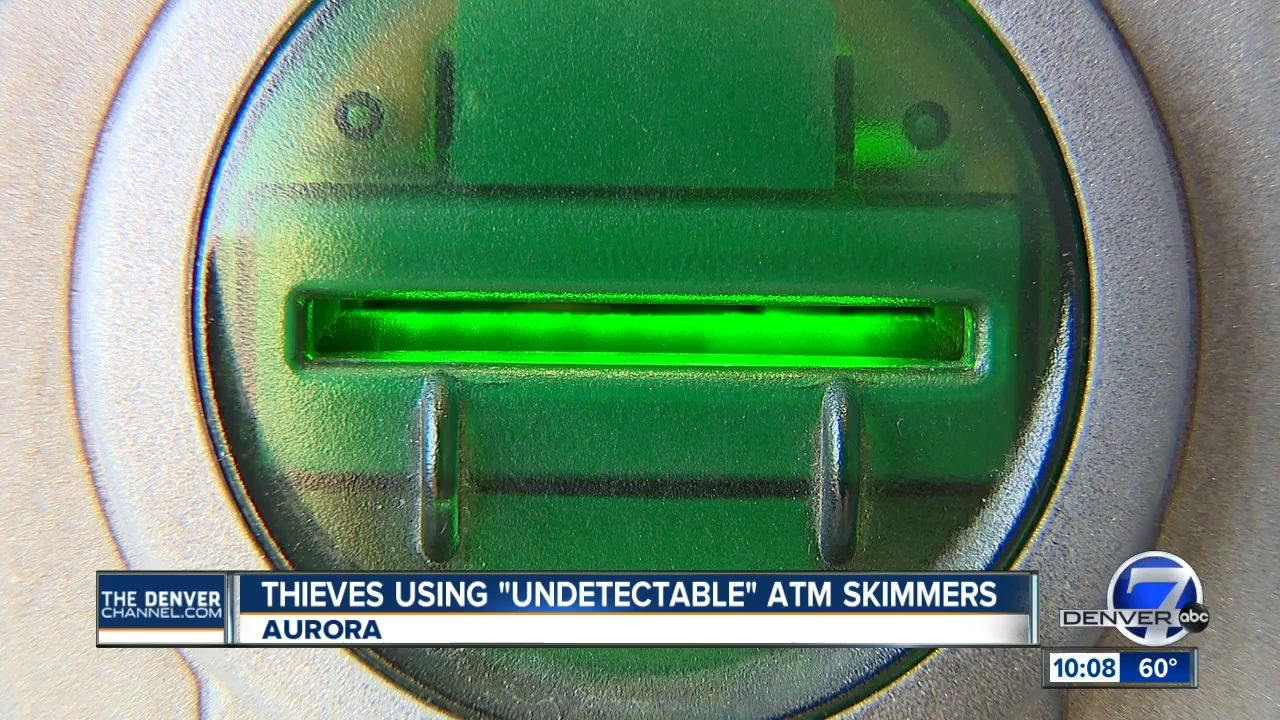 THE DENVER
CHANNEL.COM
THIEVES USING "UNDETECTABLE" ATM SKIMMERS
AURORA
DENVER 7 abc
10:08 60°